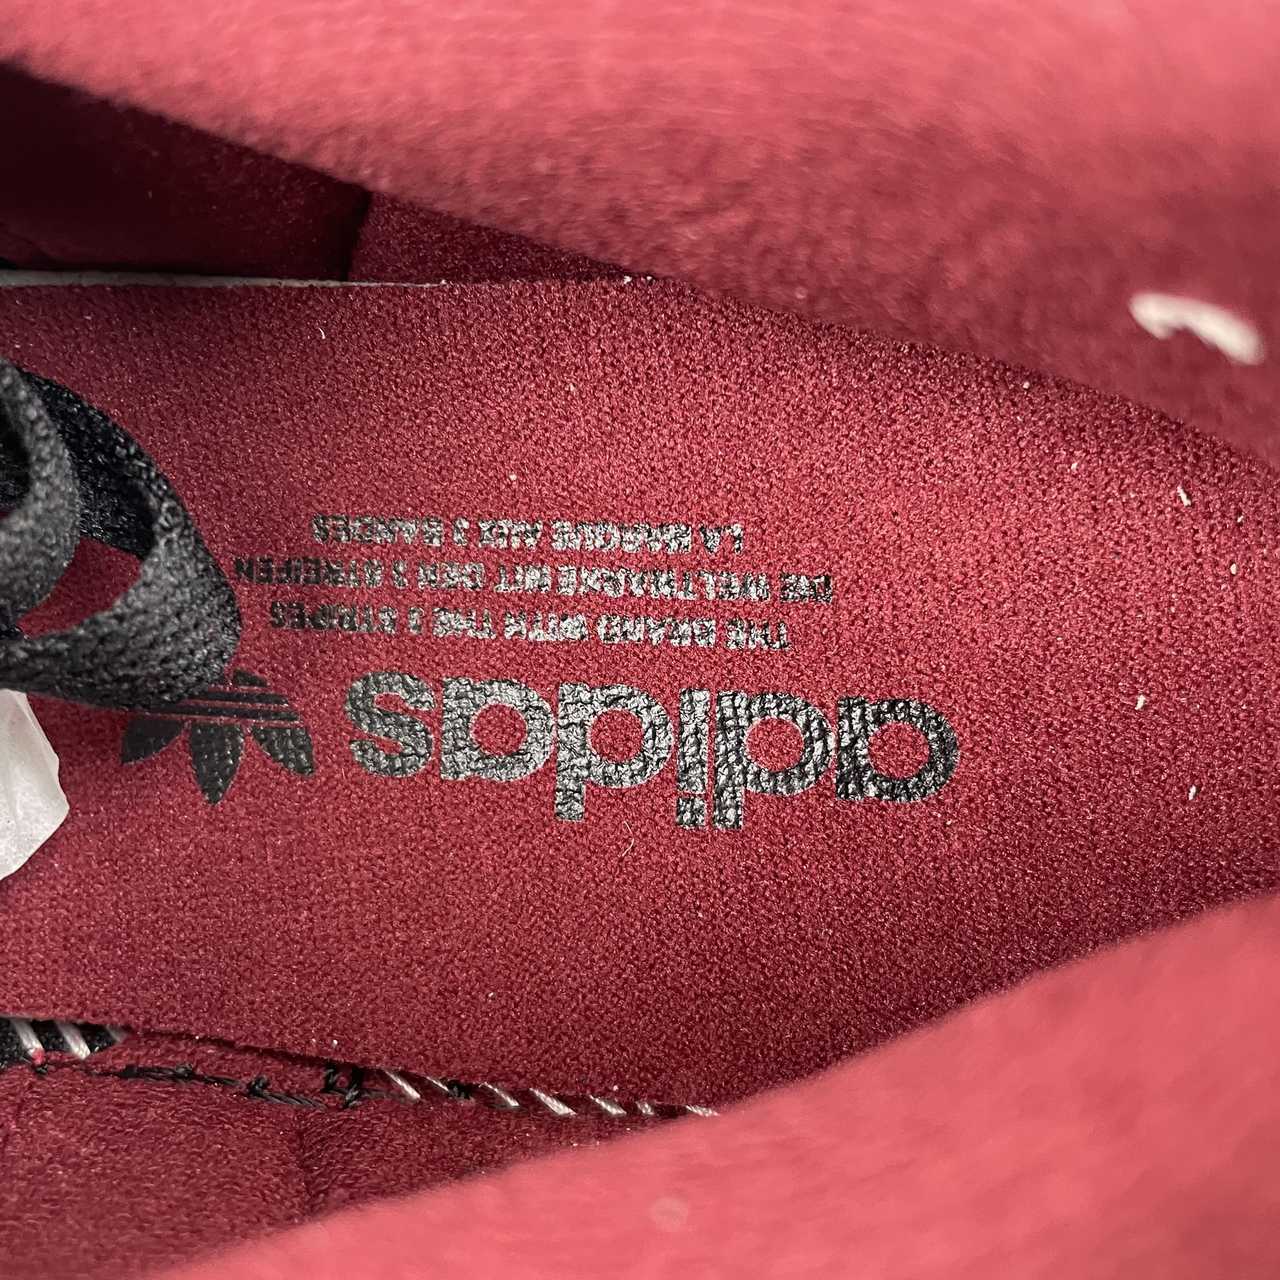 adidas
THE BRAND WITH THE 3 STRIPES
DIE WELTMARKE MIT DEN 3 STREIFEN
LA MARQUE AUX 3 BANDES